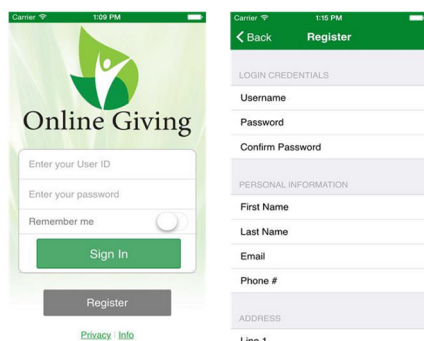 Carrier 1:09 PM
Online Giving
Enter your User ID
Enter your password
Remember me
Sign In
Register
Privacy | Info
Carrier 1:15 PM
Back Register
LOGIN CREDENTIALS
Username
Password
Confirm Password
PERSONAL INFORMATION
First Name
Last Name
Email
Phone #
ADDRESS
Line 1